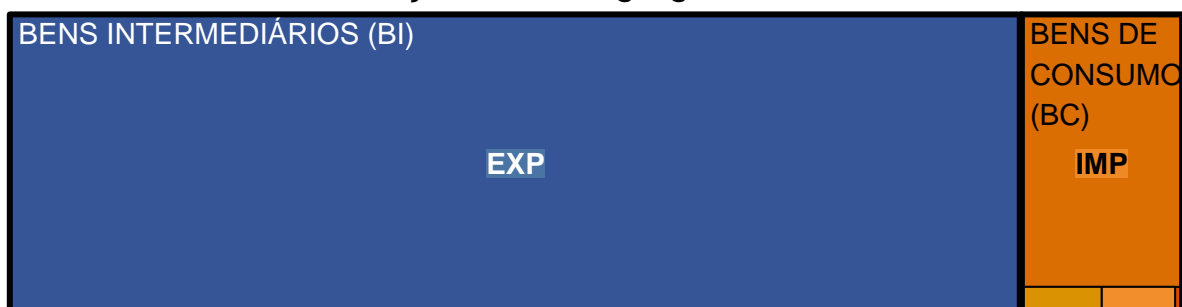 BENS INTERMEDIÁRIOS (BI)
EXP
BENS DE
CONSUMO
(BC)
IMP